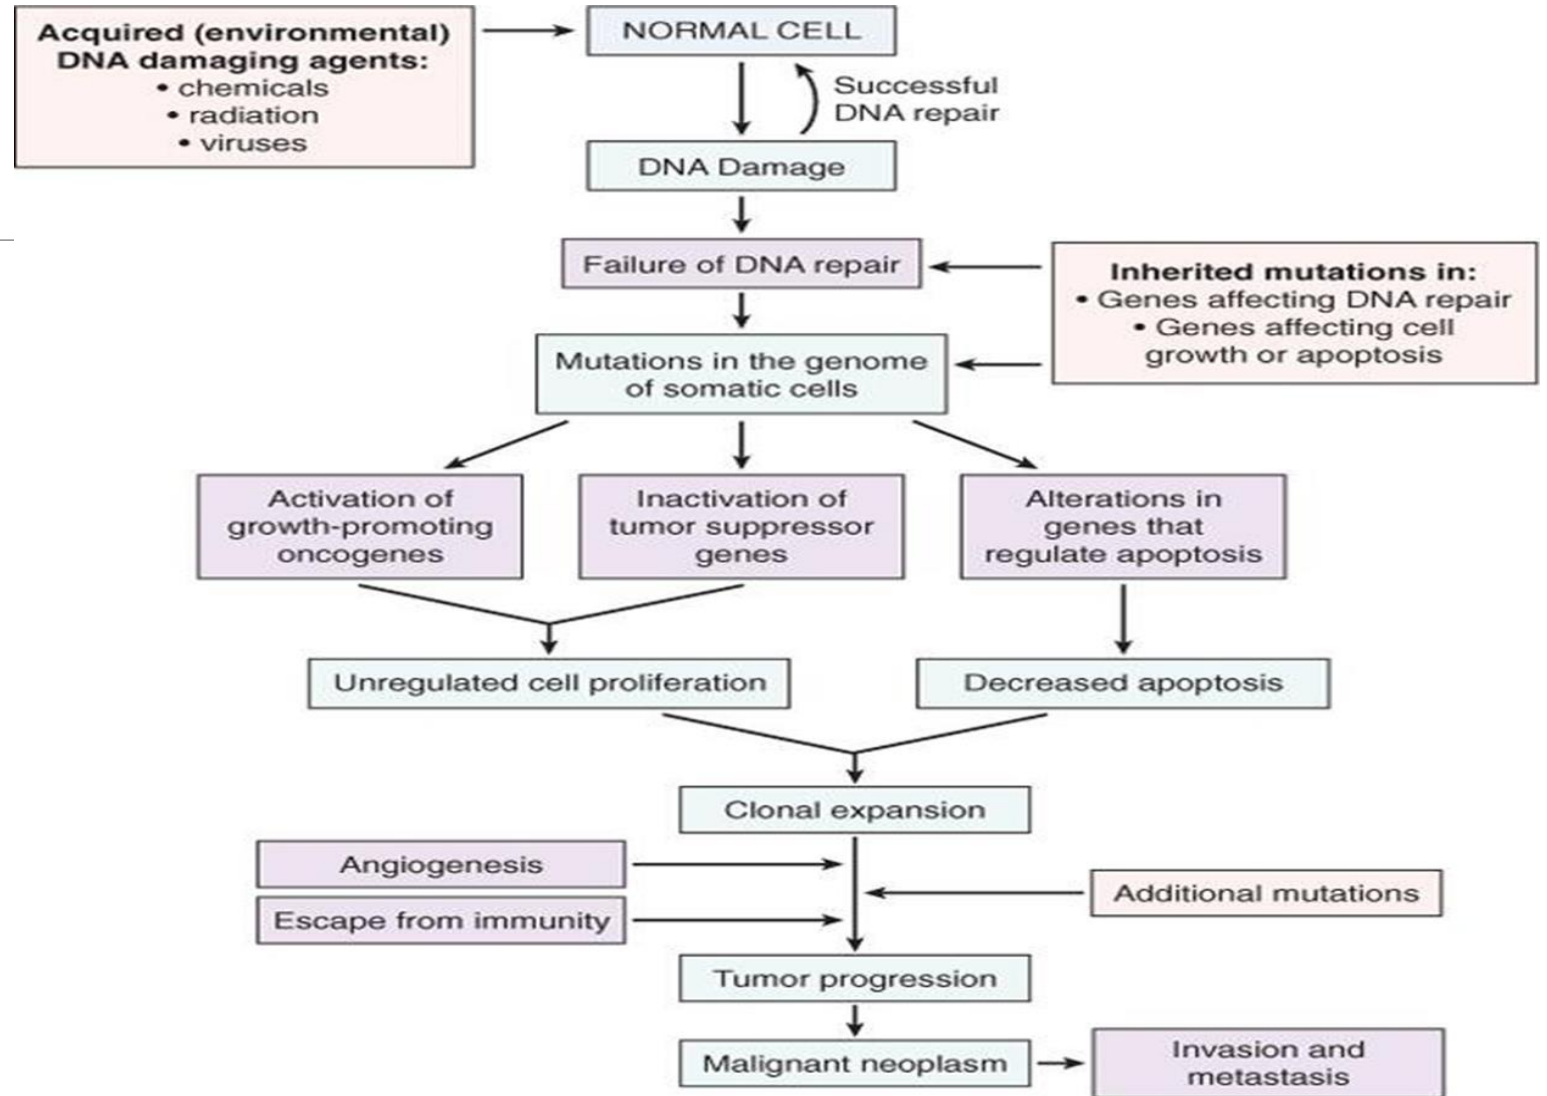 Acquired (environmental)
DNA damaging agents:
• chemicals
• radiation
• viruses
NORMAL CELL
Successful
DNA repair
DNA Damage
Failure of DNA repair
Inherited mutations in:
• Genes affecting DNA repair
• Genes affecting cell
growth or apoptosis
Mutations in the genome
of somatic cells
Activation of
growth-promoting
oncogenes
Inactivation of
tumor suppressor
genes
Alterations in
genes that
regulate apoptosis
Unregulated cell proliferation
Decreased apoptosis
Clonal expansion
Angiogenesis
Escape from immunity
Additional mutations
Tumor progression
Malignant neoplasm
Invasion and
metastasis